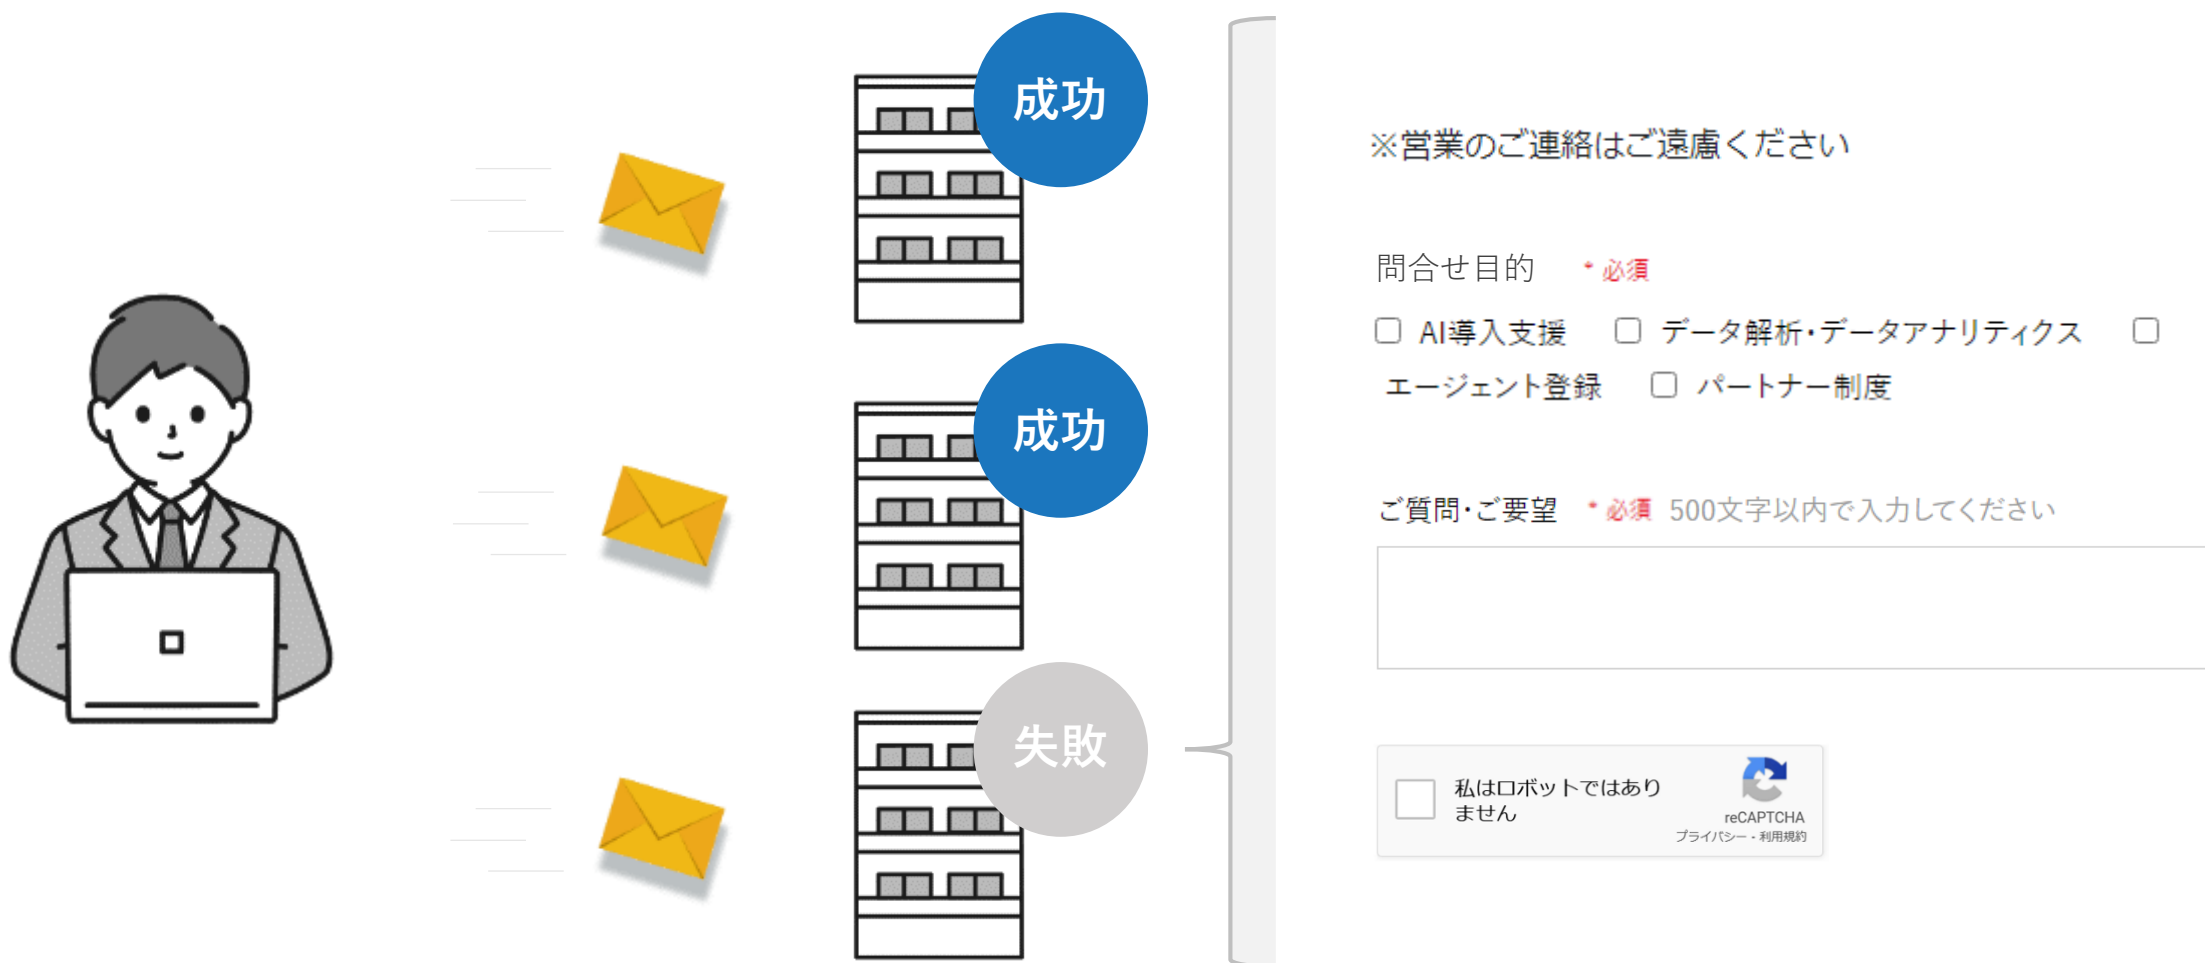 成功
成功
失敗
※営業のご連絡はご遠慮ください
問合せ目的 *必須
AI導入支援 データ解析・データアナリティクス
エージェント登録 パートナー制度
ご質問・ご要望 *必須 500文字以内で入力してください
私はロボットではあり
ません
reCAPTCHA
プライバシー - 利用規約